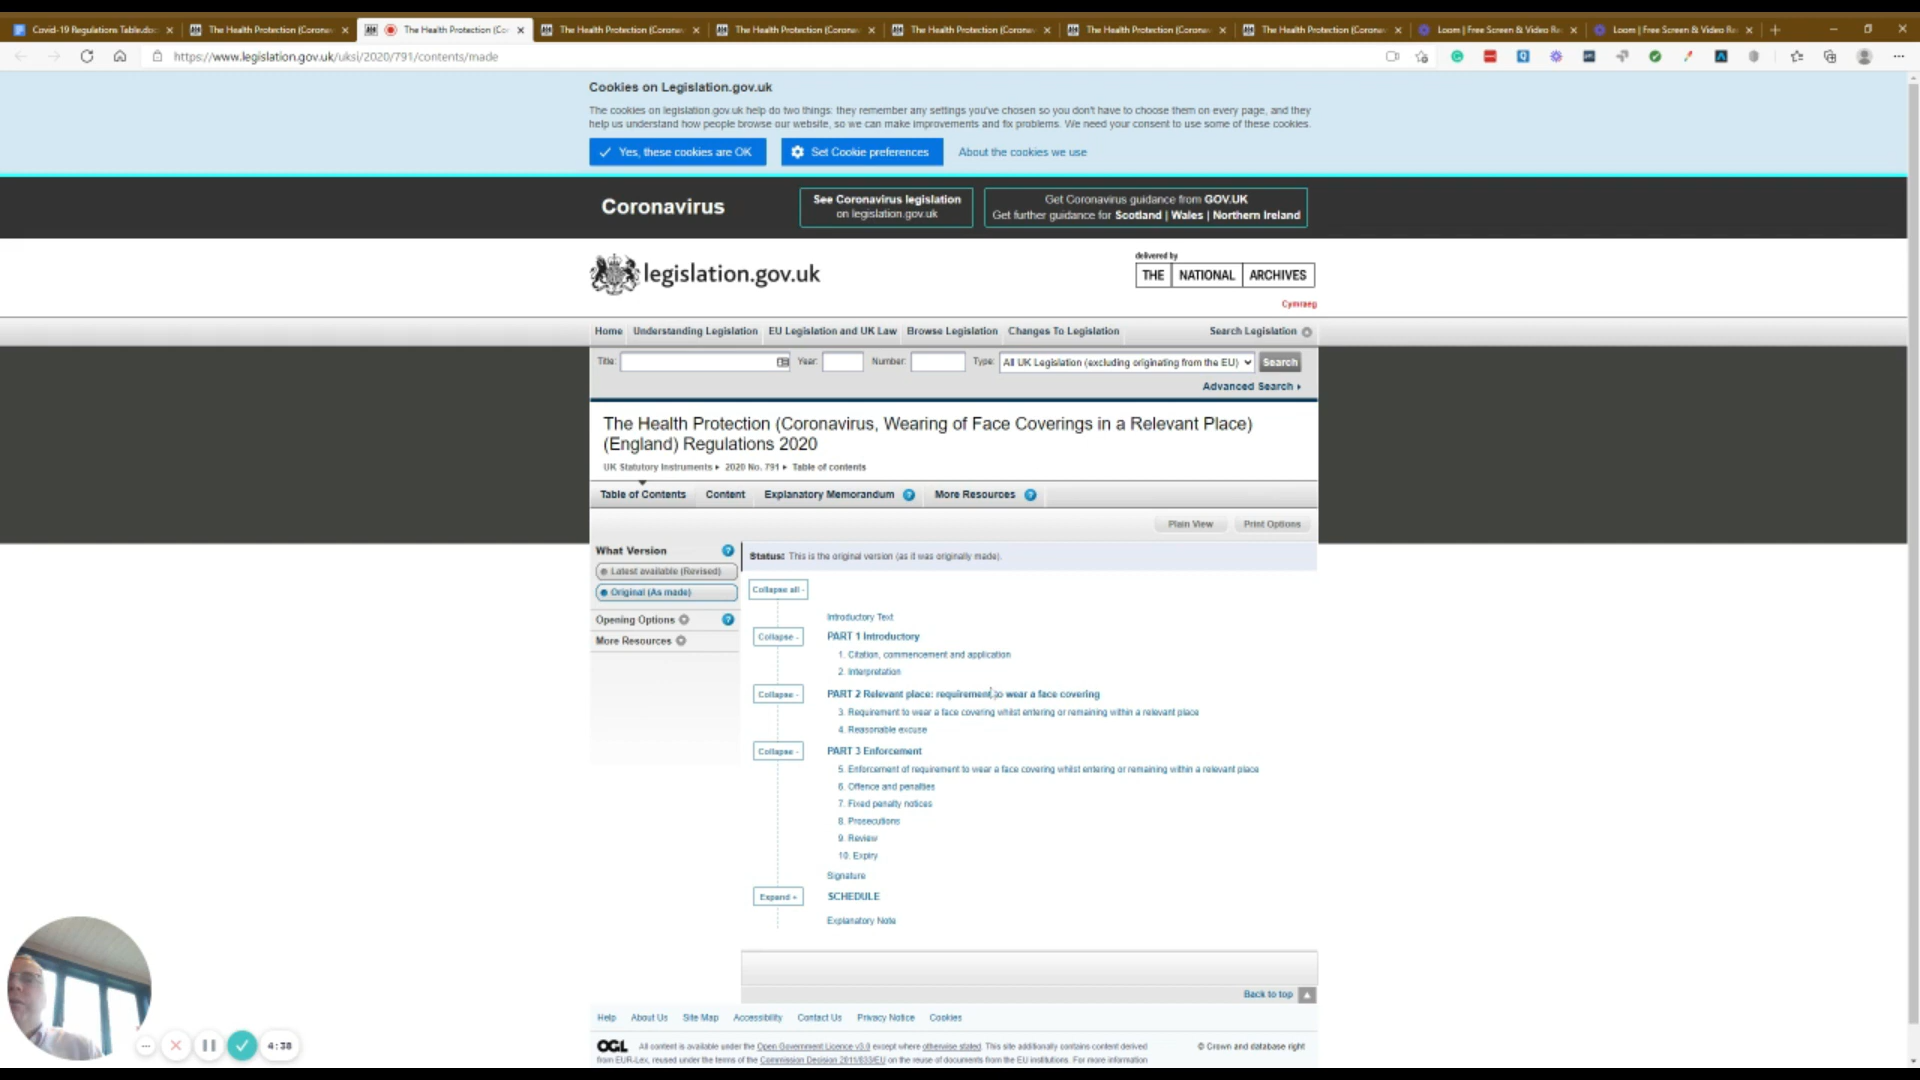 Covid-19 Regulations Table.do
The Health Protection (Corona
The Health Protection (Co
The Health Protection (Corona
The Health Protection (Corona
The Health Protection (Corona
The Health Protection (Corona
The Health Protection (Corona
Loom | Free Screen & Video Re
Loom | Free Screen & Video Re
https://www.legislation.gov.uk/uksi/2020/791/contents/made
Cookies on Legislation.gov.uk
The cookies on legislation.gov.uk help do two things: they remember any settings you've chosen so you don't have to choose them on every page, and they
help us understand how people browse our website, so we can make improvements and fix problems. We need your consent to use some of these cookies.
Yes, these cookies are OK
Set Cookie preferences
About the cookies we use
Coronavirus
See Coronavirus legislation
on legislation.gov.uk
Get Coronavirus guidance from GOV.UK
Get further guidance for Scotland | Wales | Northern Ireland
legislation.gov.uk
delivered by
THE NATIONAL ARCHIVES
Cymraeg
Home Understanding Legislation EU Legislation and UK Law Browse Legislation Changes To Legislation Search Legislation
Title: Year: Number: Type: All UK Legislation (excluding originating from the EU) Search
Advanced Search
The Health Protection (Coronavirus, Wearing of Face Coverings in a Relevant Place)
(England) Regulations 2020
UK Statutory Instruments 2020 No. 791 Table of contents
Table of Contents Content Explanatory Memorandum ? More Resources ?
Plain View Print Options
What Version ?
Latest available (Revised)
Original (As made)
Opening Options + ?
More Resources +
Status: This is the original version (as it was originally made).
Collapse all -
Introductory Text
Collapse - PART 1 Introductory
1. Citation, commencement and application
2. Interpretation
Collapse - PART 2 Relevant place: requirement to wear a face covering
3. Requirement to wear a face covering whilst entering or remaining within a relevant place
4. Reasonable excuse
Collapse - PART 3 Enforcement
5. Enforcement of requirement to wear a face covering whilst entering or remaining within a relevant place
6. Offence and penalties
7. Fixed penalty notices
8. Prosecutions
9. Review
10. Expiry
Signature
Expand + SCHEDULE
Explanatory Note
Back to top
Help About Us Site Map Accessibility Contact Us Privacy Notice Cookies
OGL All content is available under the Open Government Licence v3.0 except where otherwise stated. This site additionally contains content derived
from EUR-Lex, reused under the terms of the Commission Decision 2011/833/EU on the reuse of documents from the EU institutions. For more information
© Crown and database right
4:38